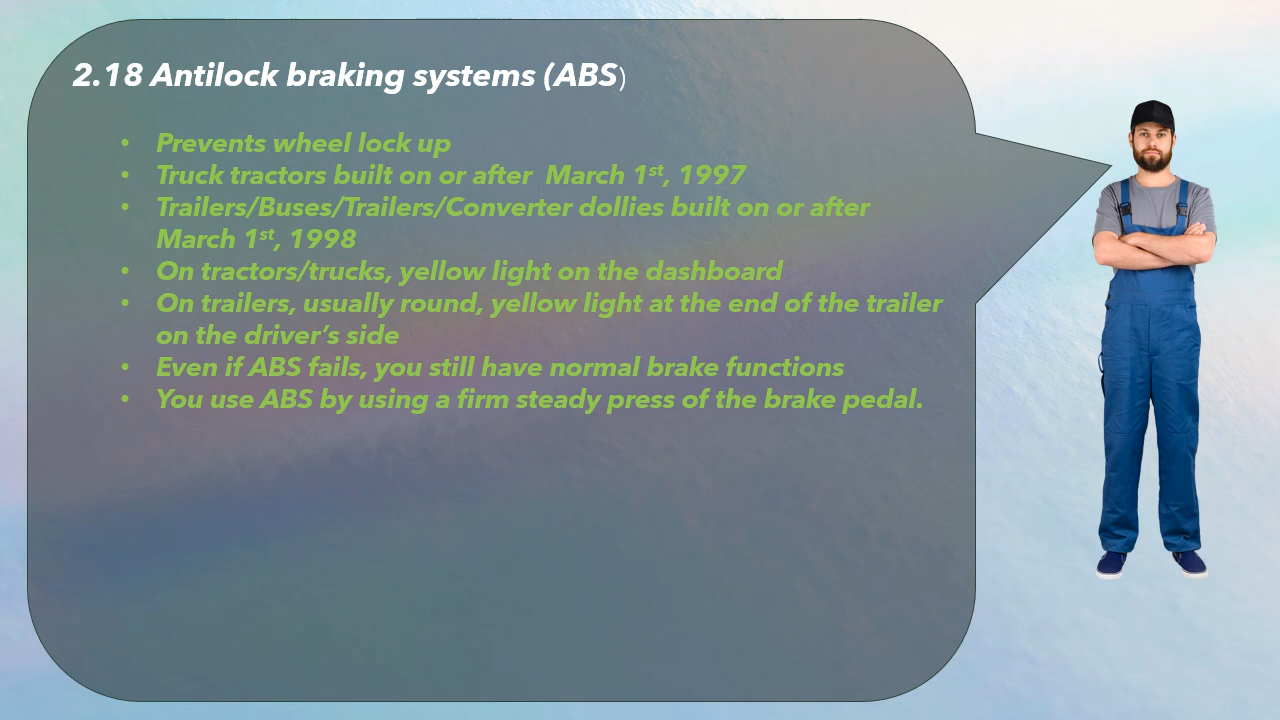 2.18 Antilock braking systems (ABS)
• Prevents wheel lock up
• Truck tractors built on or after March 1st, 1997
• Trailers/Buses/Trailers/Converter dollies built on or after
March 1st, 1998
• On tractors/trucks, yellow light on the dashboard
• On trailers, usually round, yellow light at the end of the trailer
on the driver’s side
• Even if ABS fails, you still have normal brake functions
• You use ABS by using a firm steady press of the brake pedal.